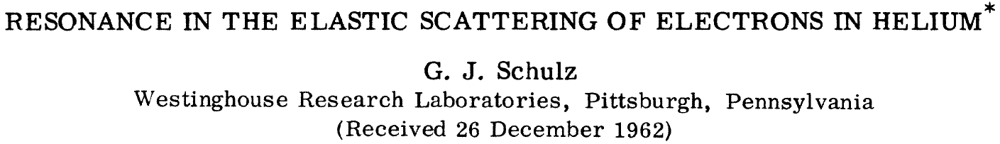 RESONANCE IN THE ELASTIC SCATTERING OF ELECTRONS IN HELIUM*
G. J. Schulz
Westinghouse Research Laboratories, Pittsburgh, Pennsylvania
(Received 26 December 1962)